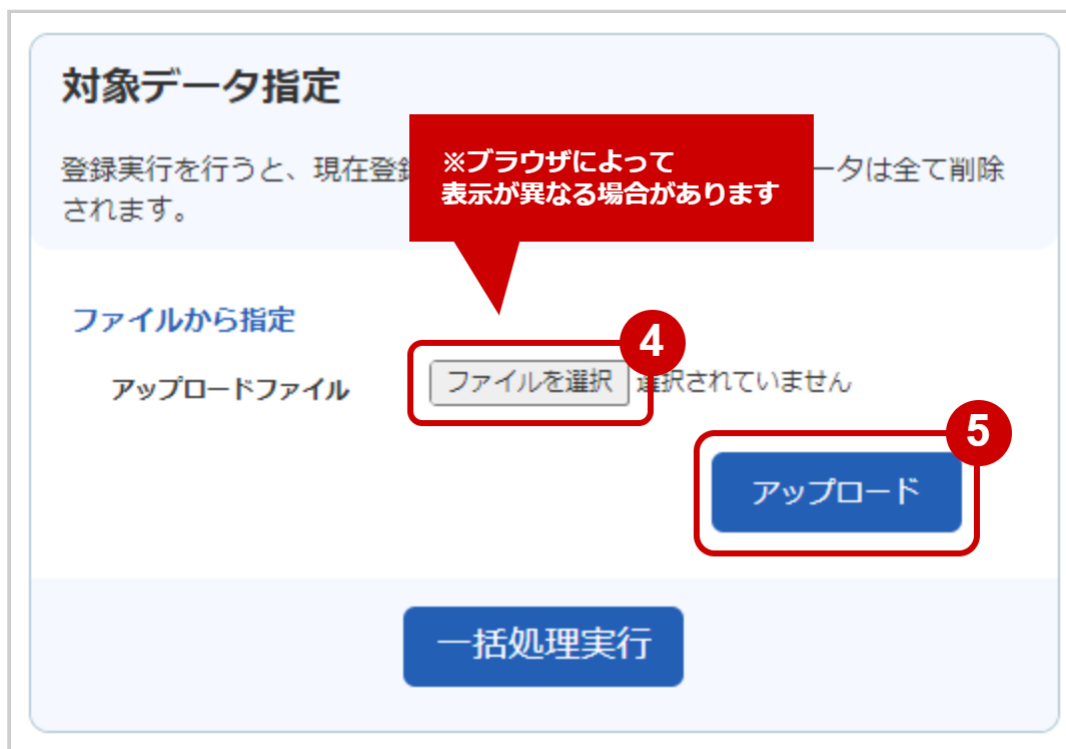 対象データ指定
登録実行を行うと、現在登録 ータは全て削除
されます。
※ブラウザによって
表示が異なる場合があります
ファイルから指定
4
アップロードファイル ファイルを選択 選択されていません
5
アップロード
一括処理実行